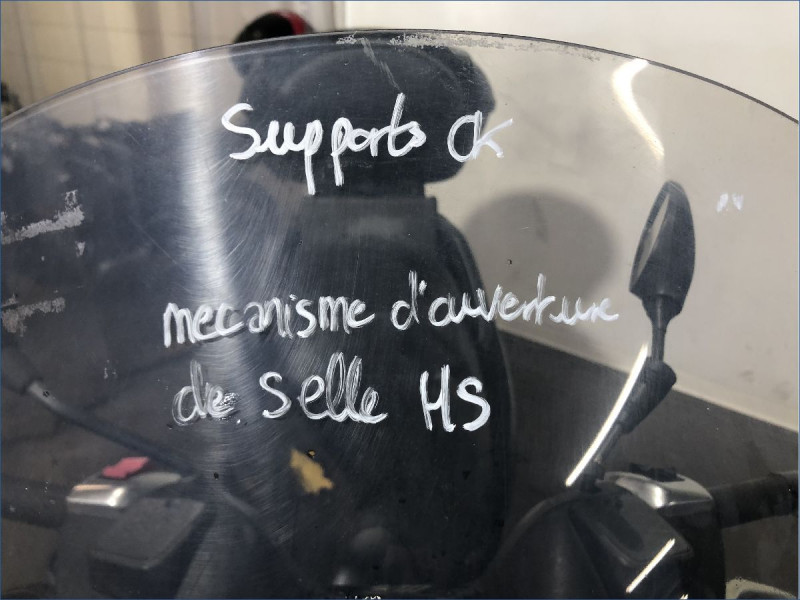 Supports OK
mecanisme d'ouverture
de selle HS